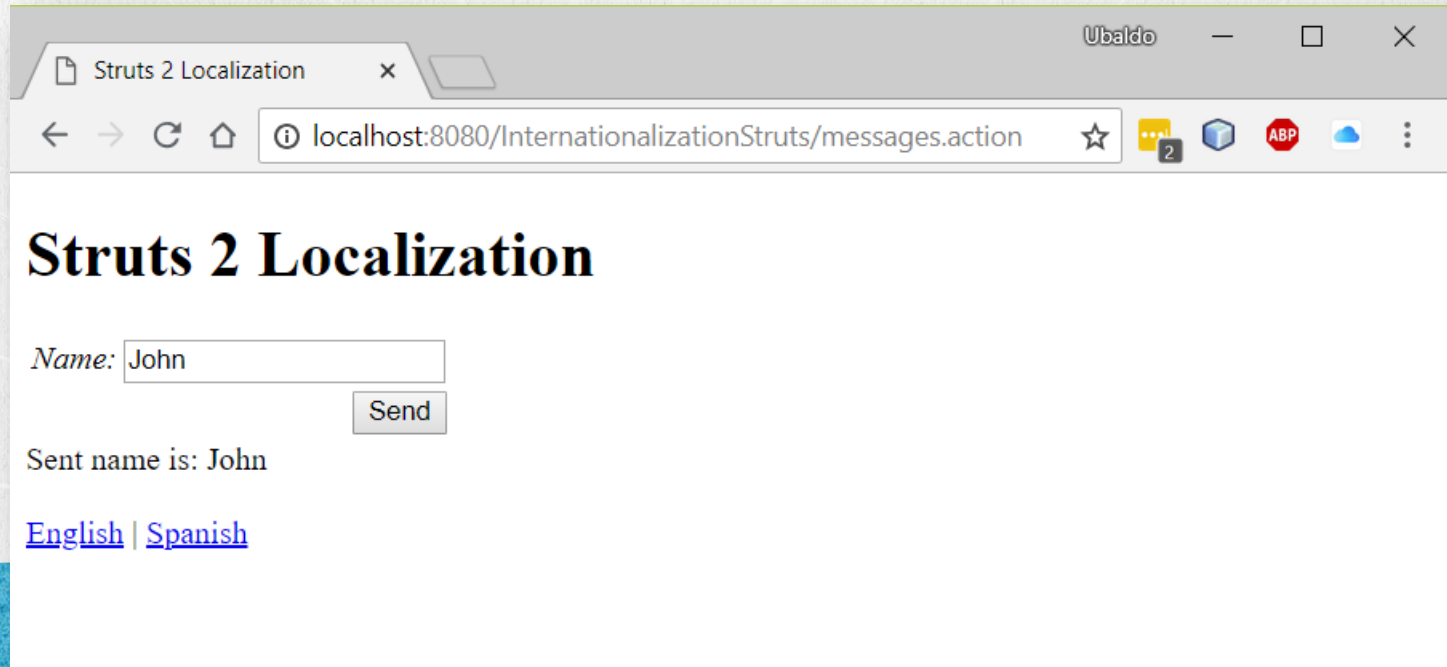 Ubaldo
Struts 2 Localization
localhost:8080/InternationalizationStruts/messages.action
2
ABP
Struts 2 Localization
Name: John
Send
Sent name is: John
English | Spanish